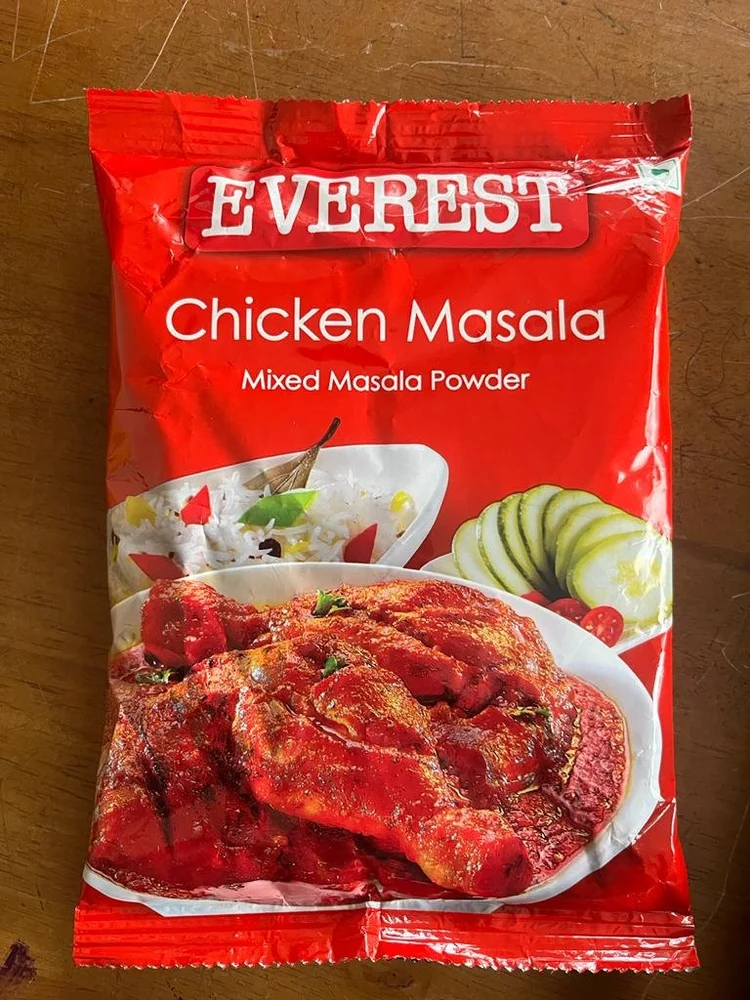 EVEREST
Chicken Masala
Mixed Masala Powder